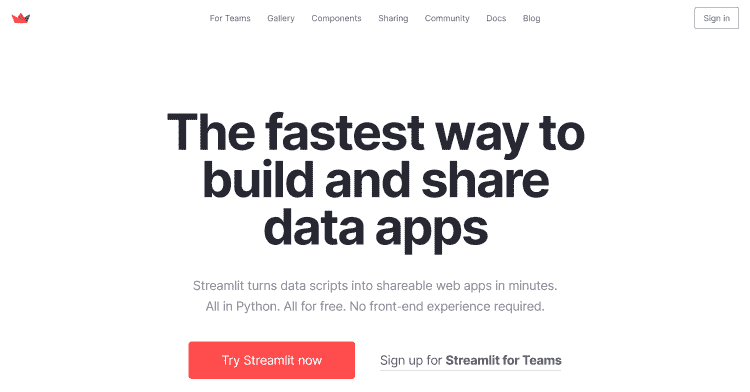 For Teams Gallery Components Sharing Community Docs Blog Sign in
The fastest way to
build and share
data apps
Streamlit turns data scripts into shareable web apps in minutes.
All in Python. All for free. No front-end experience required.
Try Streamlit now Sign up for Streamlit for Teams